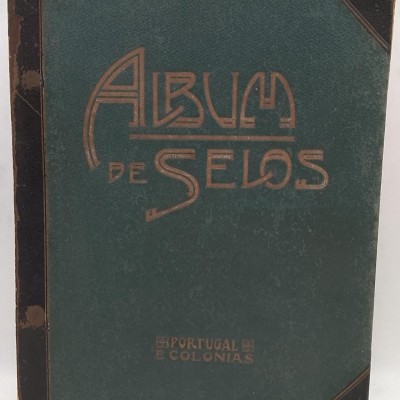 ALBUM
DE SELOS
PORTUGAL
E COLONIAS